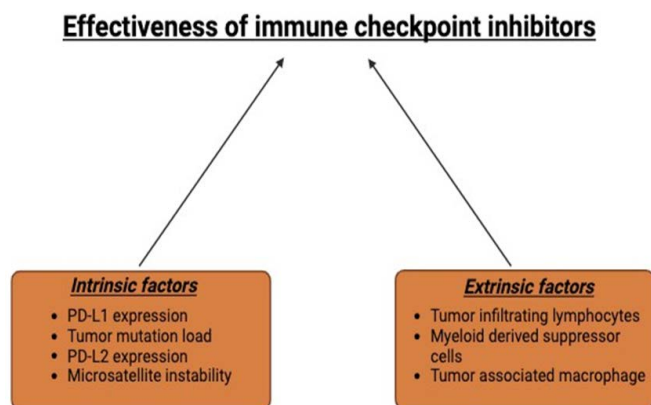 Effectiveness of immune checkpoint inhibitors
Intrinsic factors
• PD-L1 expression
• Tumor mutation load
• PD-L2 expression
• Microsatellite instability
Extrinsic factors
• Tumor infiltrating lymphocytes
• Myeloid derived suppressor
cells
• Tumor associated macrophage